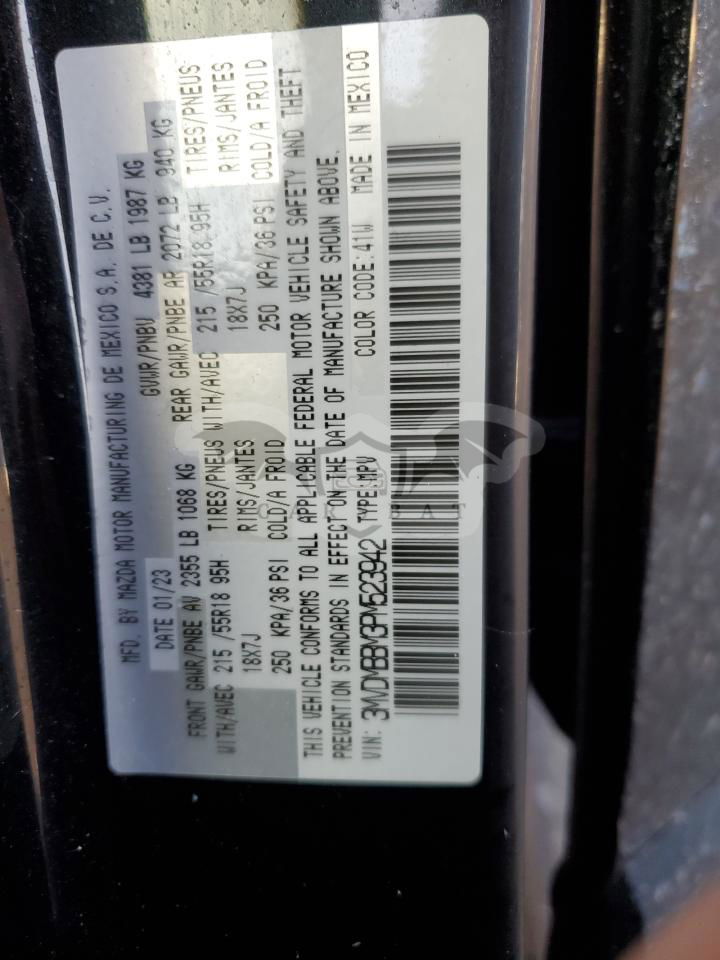 MFD. BY MAZDA MOTOR MANUFACTURING DE MEXICO S.A. DE C.V.
DATE 01/23 GVWR/PNBV 4381 LB 1987 KG
FRONT GAWR/PNBE AV 2355 LB 1068 KG REAR GAWR/PNBE AR 2072 LB 940 KG
WITH/AVEC 215 /55R18 95H TIRES/PNEUS WITH/AVEC 215 /55R18 95H TIRES/PNEUS
18X7J RIMS/JANTES 18X7J RIMS/JANTES
250 KPA/36 PSI COLD/A FROID 250 KPA/36 PSI COLD/A FROID
THIS VEHICLE CONFORMS TO ALL APPLICABLE FEDERAL MOTOR VEHICLE SAFETY AND THEFT
PREVENTION STANDARDS IN EFFECT ON THE DATE OF MANUFACTURE SHOWN ABOVE.
VIN: 3MVDMBBM3PM523942 TYPE:MPV COLOR CODE:41W MADE IN MEXICO
CAR BAT